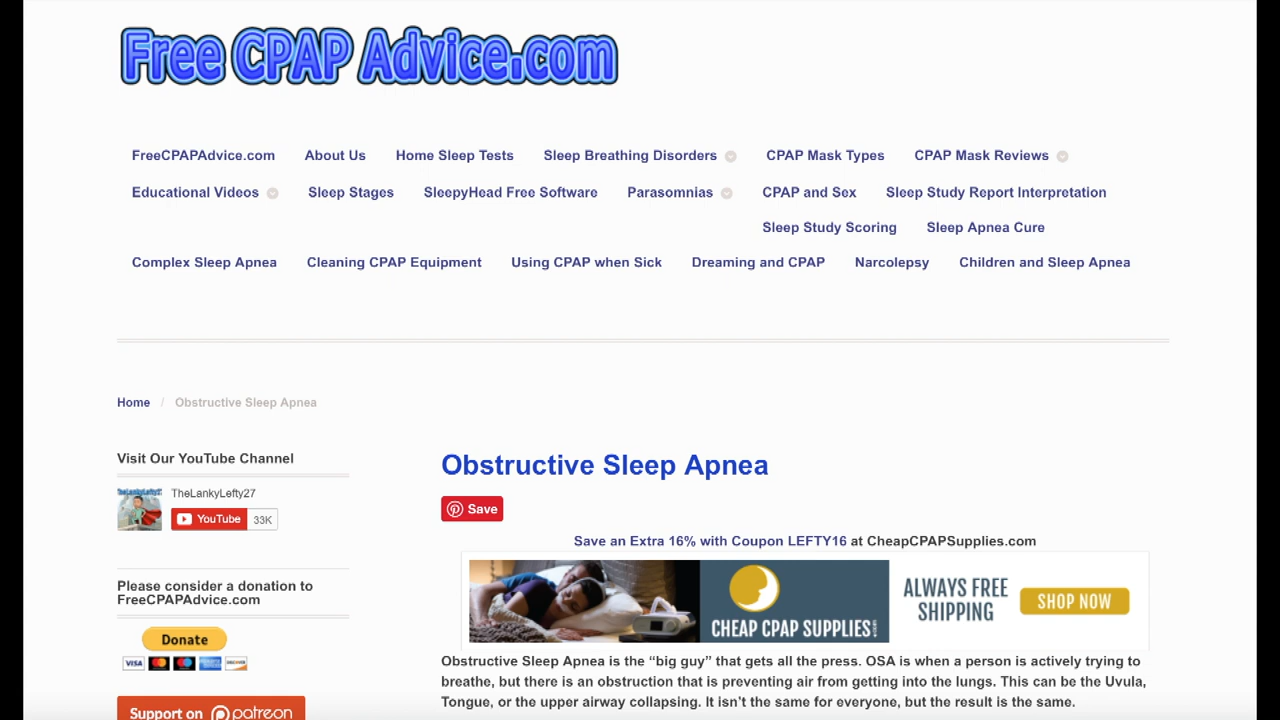 Free CPAP Advice.com
FreeCPAPAdvice.com About Us Home Sleep Tests Sleep Breathing Disorders CPAP Mask Types CPAP Mask Reviews
Educational Videos Sleep Stages SleepyHead Free Software Parasomnias CPAP and Sex Sleep Study Report Interpretation
Sleep Study Scoring Sleep Apnea Cure
Complex Sleep Apnea Cleaning CPAP Equipment Using CPAP when Sick Dreaming and CPAP Narcolepsy Children and Sleep Apnea
Home / Obstructive Sleep Apnea
Visit Our YouTube Channel
TheLankyLefty27
YouTube 33K
Please consider a donation to
FreeCPAPAdvice.com
Donate
VISA
DISCOVER
Support on patreon
Obstructive Sleep Apnea
Save
Save an Extra 16% with Coupon LEFTY16 at CheapCPAPSupplies.com
CHEAP CPAP SUPPLIES.com
ALWAYS FREE
SHIPPING
SHOP NOW
Obstructive Sleep Apnea is the “big guy” that gets all the press. OSA is when a person is actively trying to
breathe, but there is an obstruction that is preventing air from getting into the lungs. This can be the Uvula,
Tongue, or the upper airway collapsing. It isn’t the same for everyone, but the result is the same.